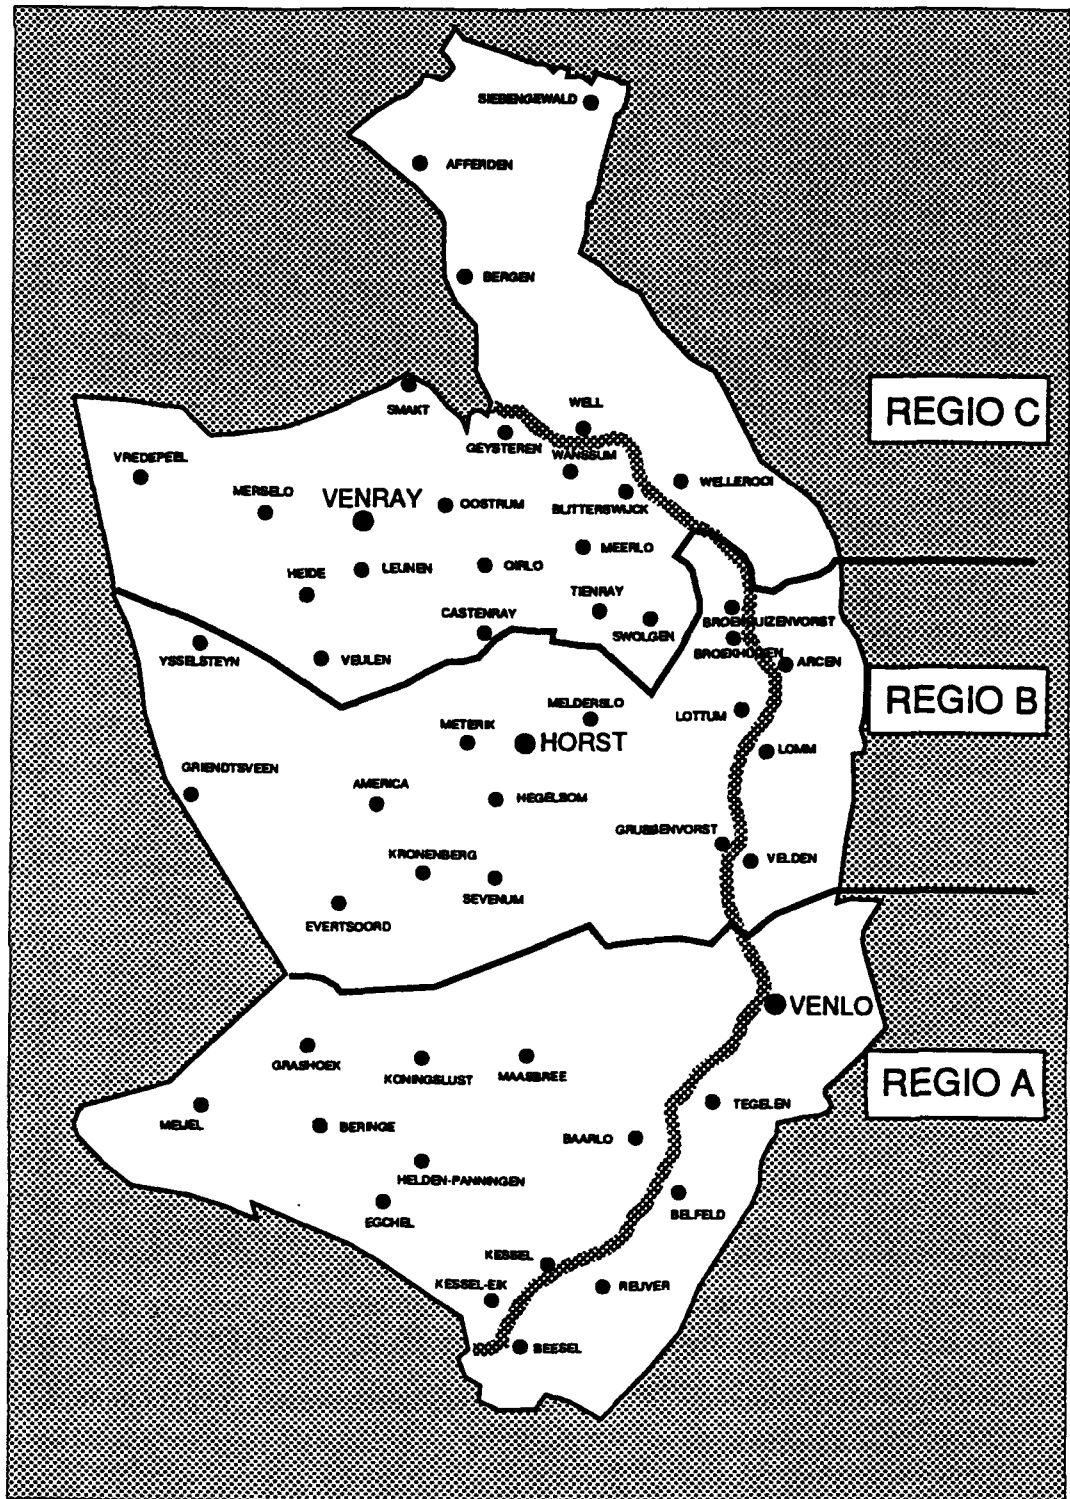 SIEBENGEWALD
AFFERDEN
BERGEN
REGIO C
SMAKT
WELL
GEYSTEREN
WANSSUM
VREDEPEEL
WELLEROOI
MERSELO
VENRAY
OOSTRUM
BLITTERSWIJCK
MEERLO
HEIDE
LEUNEN
OIRLO
TIENRAY
CASTENRAY
SWOLGEN
BROEKHUIZENVORST
BROEKHUIZEN
YSSELSTEYN
VEULEN
ARCEN
REGIO B
MELDERSLO
LOTTUM
METERIK
HORST
LOMM
GRIENDTSVEEN
AMERICA
HEGELSOM
GRUBBENVORST
KRONENBERG
VELDEN
SEVENUM
EVERTSOORD
VENLO
GRASHOEK
KONINGSLUST
MAASBREE
REGIO A
TEGELEN
MEIJEL
BERINGE
BAARLO
HELDEN-PANNINGEN
EGCHEL
BELFELD
KESSEL
KESSEL-EIK
REUVER
BEESEL